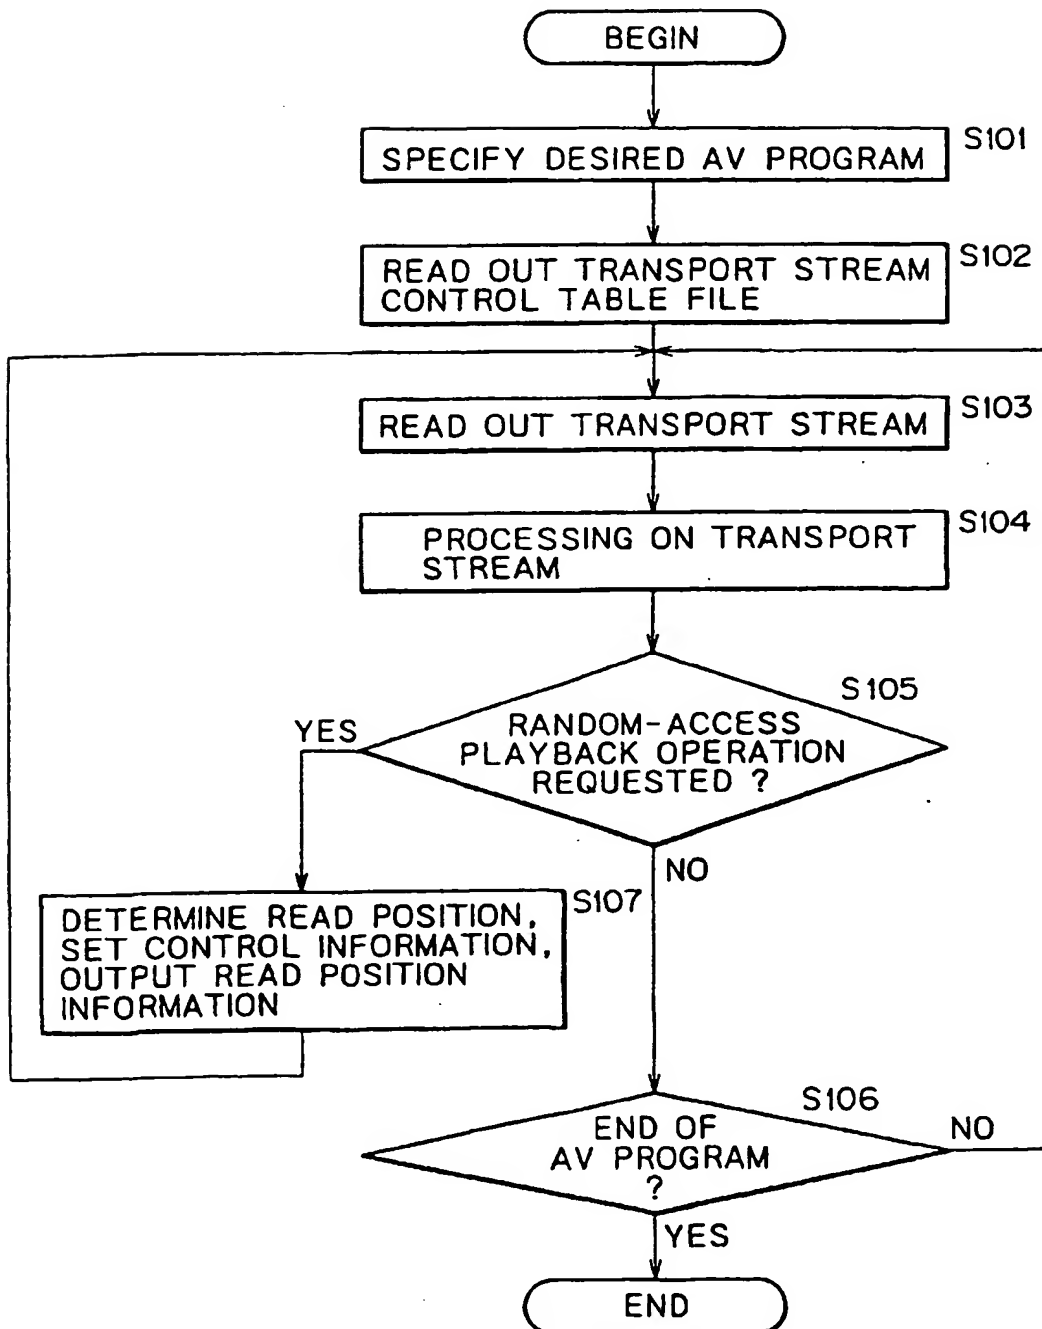 BEGIN
S101
SPECIFY DESIRED AV PROGRAM
S102
READ OUT TRANSPORT STREAM
CONTROL TABLE FILE
S103
READ OUT TRANSPORT STREAM
S104
PROCESSING ON TRANSPORT
STREAM
S105
YES
RANDOM-ACCESS
PLAYBACK OPERATION
REQUESTED ?
NO
S107
DETERMINE READ POSITION,
SET CONTROL INFORMATION,
OUTPUT READ POSITION
INFORMATION
S106
END OF
AV PROGRAM
?
NO
YES
END